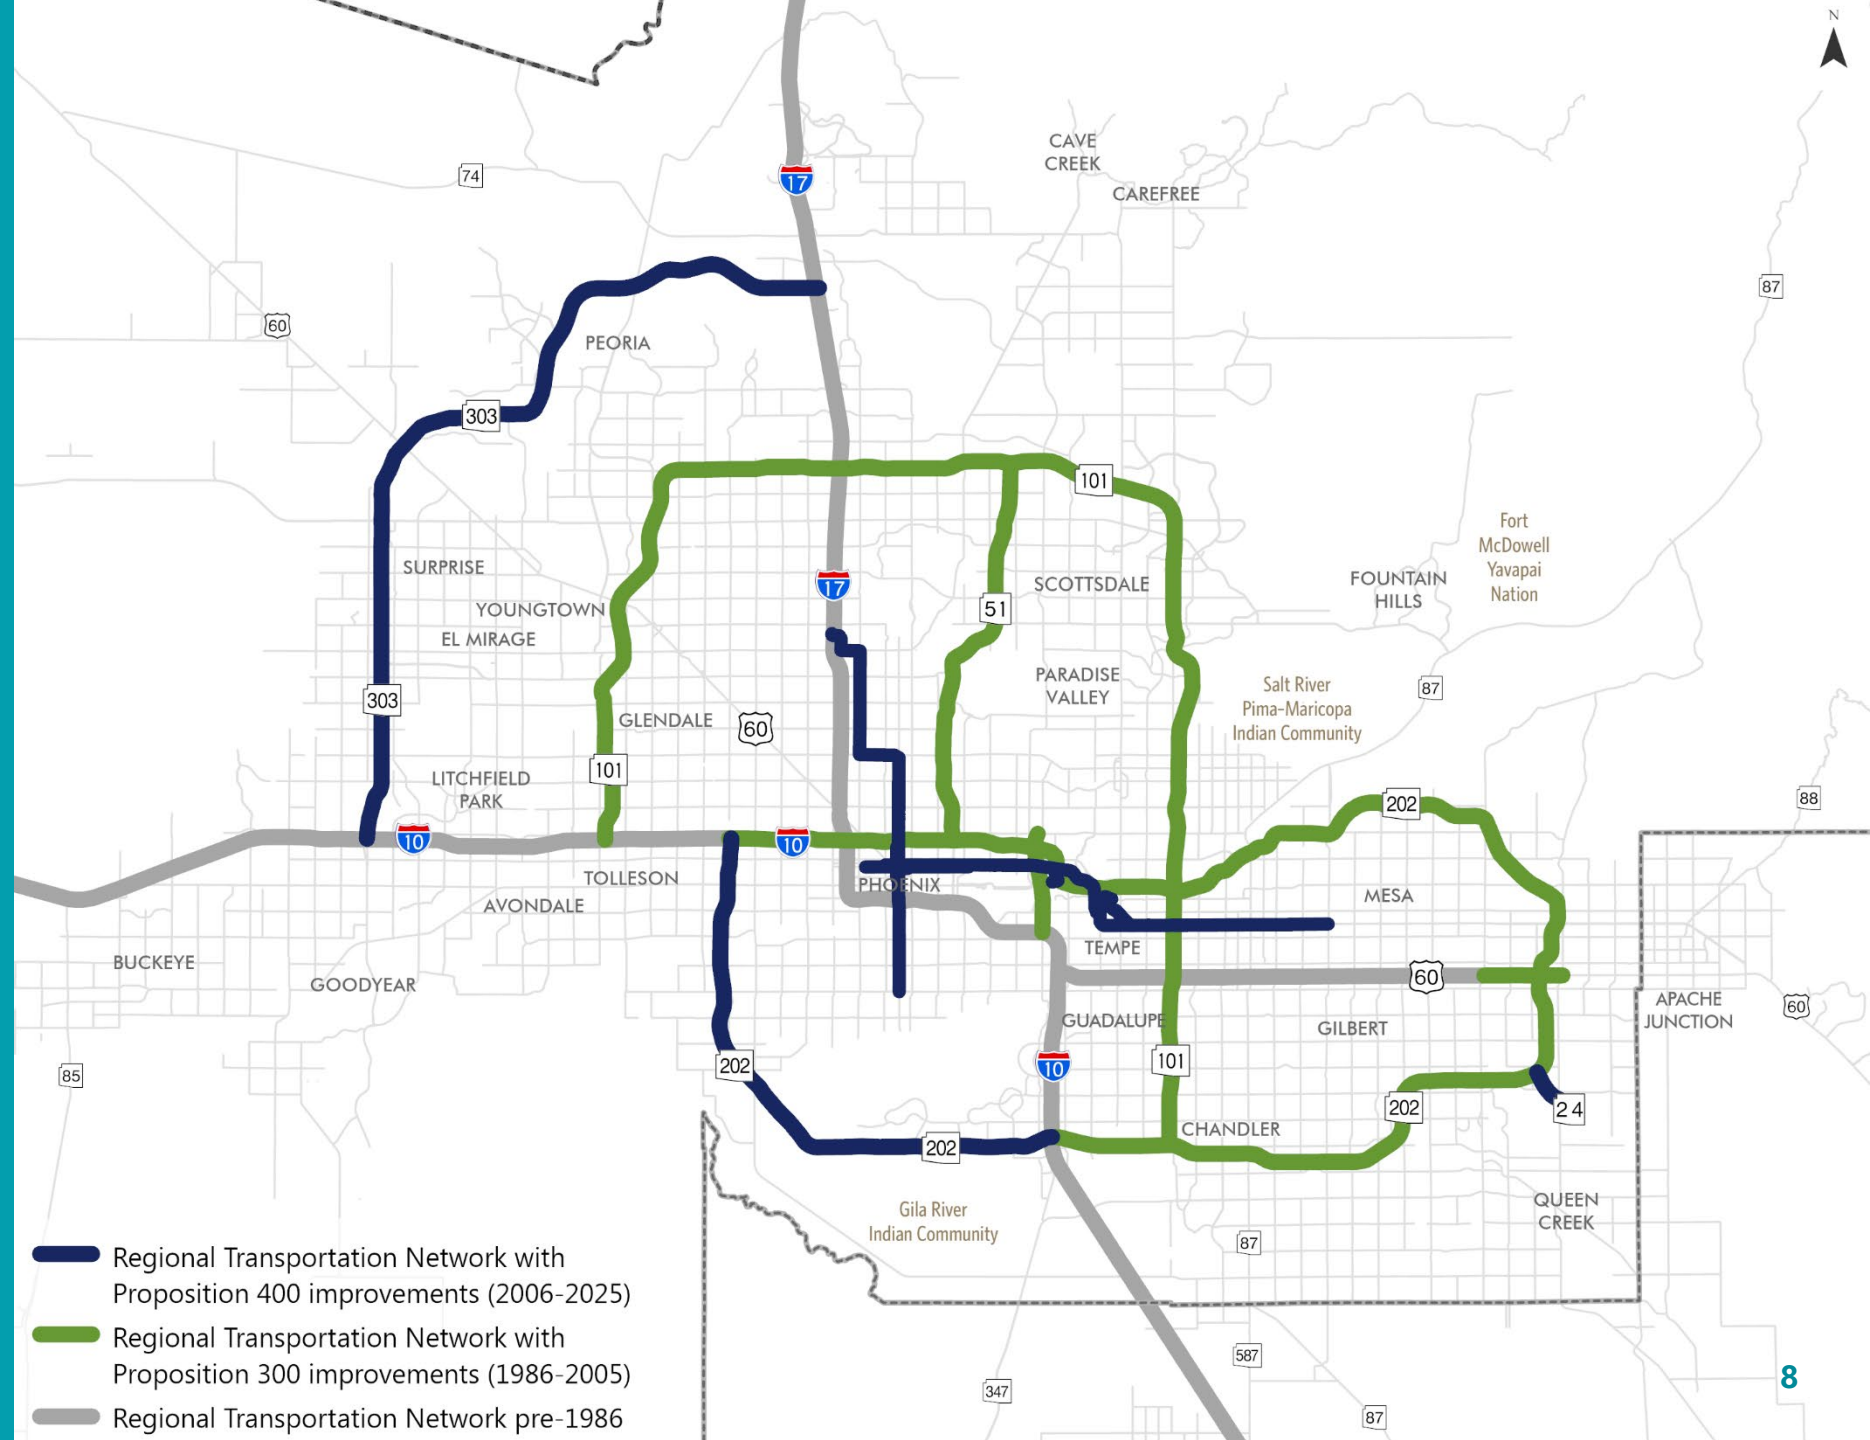 N
CAVE
CREEK
74
17
CAREFREE
87
60
PEORIA
303
101
Fort
McDowell
Yavapai
Nation
SURPRISE
17
SCOTTSDALE
FOUNTAIN
HILLS
YOUNGTOWN
51
EL MIRAGE
PARADISE
VALLEY
303
Salt River
Pima-Maricopa
Indian Community
87
GLENDALE
60
101
LITCHFIELD
PARK
202
88
10
10
TOLLESON
PHOENIX
MESA
AVONDALE
TEMPE
BUCKEYE
GOODYEAR
60
APACHE
JUNCTION
60
GUADALUPE
GILBERT
85
202
10
101
202
24
CHANDLER
202
QUEEN
CREEK
Gila River
Indian Community
87
Regional Transportation Network with
Proposition 400 improvements (2006-2025)
Regional Transportation Network with
Proposition 300 improvements (1986-2005)
587
8
347
87
Regional Transportation Network pre-1986